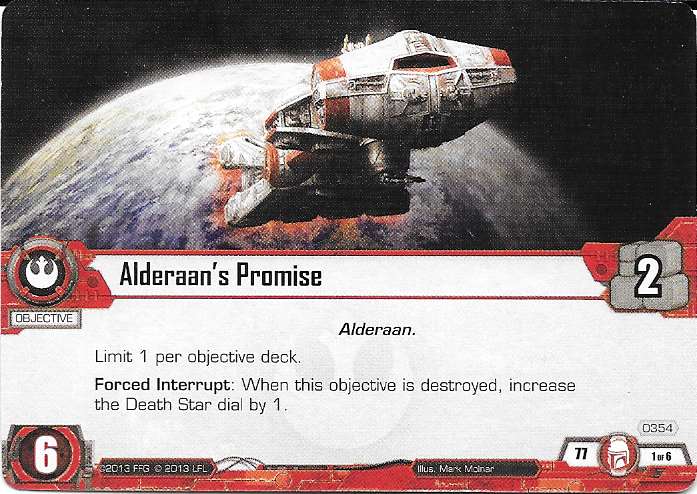 Alderaan's Promise
2
OBJECTIVE
Alderaan.
Limit 1 per objective deck.
Forced Interrupt: When this objective is destroyed, increase
the Death Star dial by 1.
0354
6
©2013 FFG © 2013 LFL
Illus. Mark Molnar
77
1 OF 6